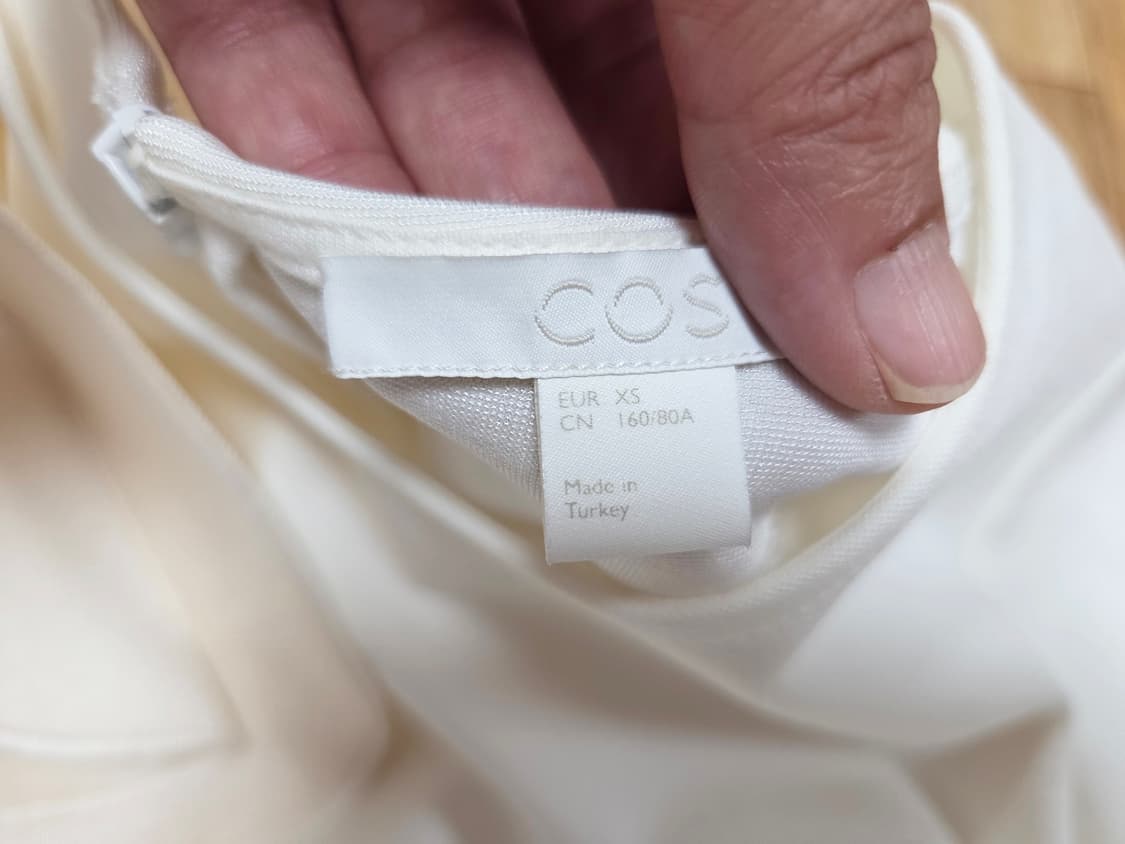 COS
EUR XS
CN 160/80A
Made in
Turkey